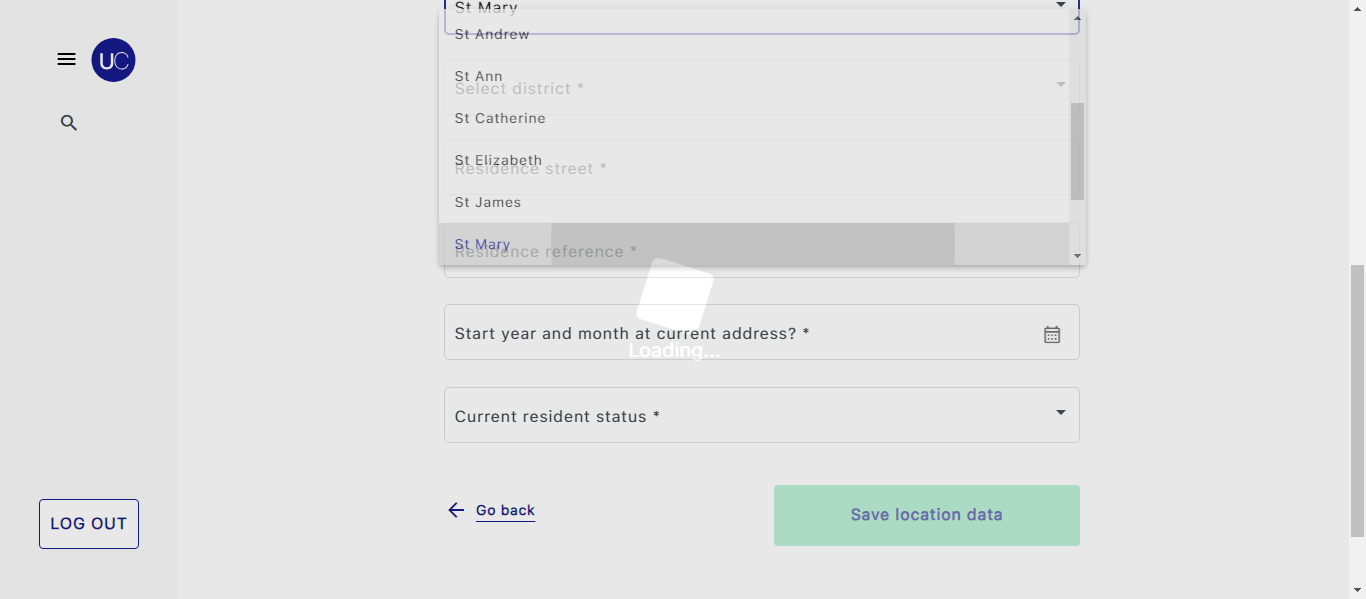 St Mary
St Andrew
UC
St Ann
Select district *
St Catherine
St Elizabeth
Residence street *
St James
St Mary
Residence reference *
Start year and month at current address? *
Loading...
Current resident status *
Go back
Save location data
LOG OUT